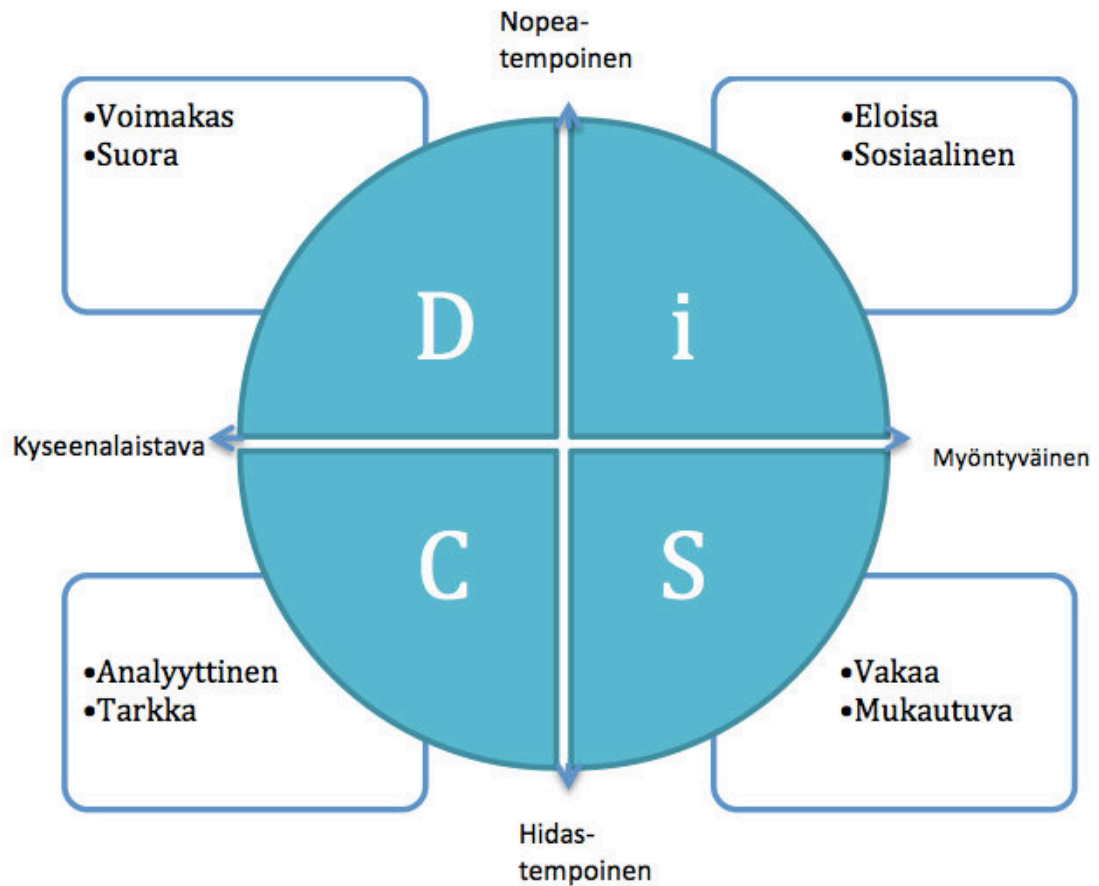 Nopea-
tempoinen
•Voimakas
•Suora
•Eloisa
•Sosiaalinen
D
i
Kyseenalaistava
Myöntyväinen
C
S
•Analyyttinen
•Tarkka
•Vakaa
•Mukautuva
Hidas-
tempoinen